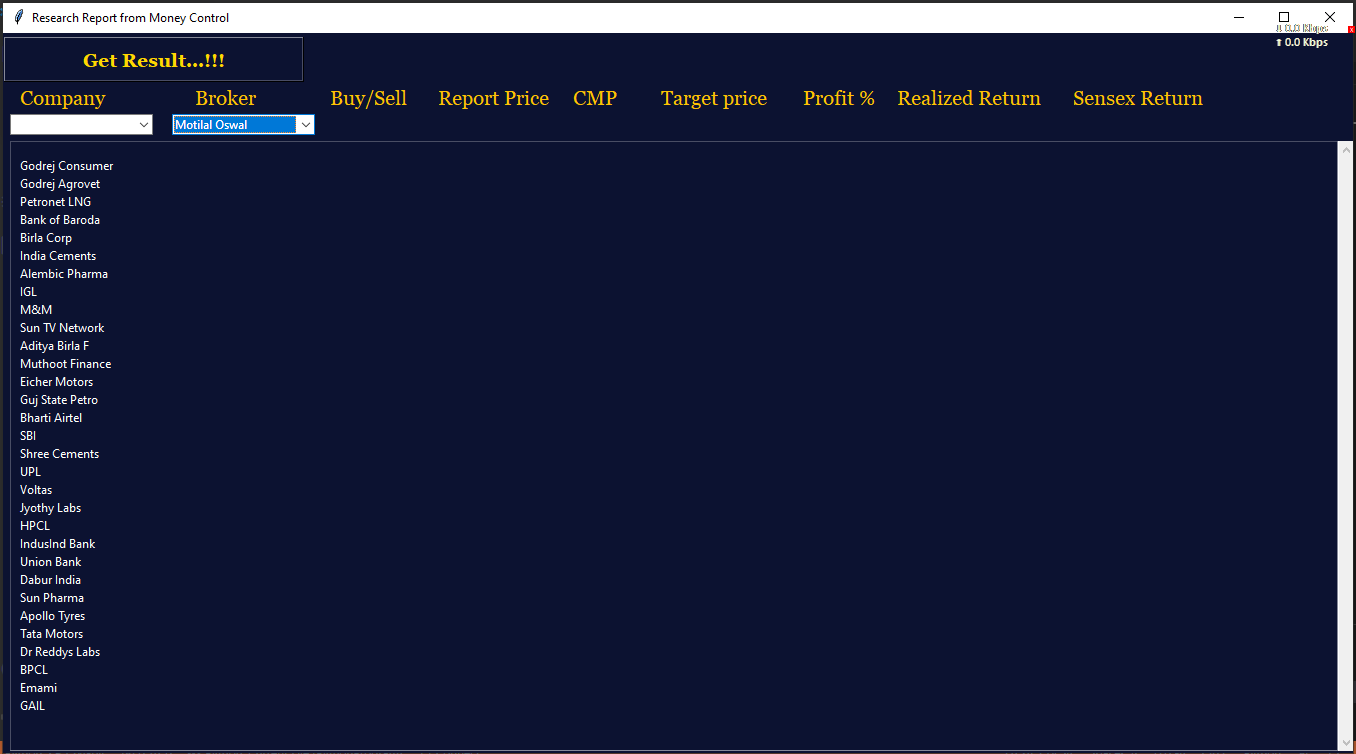 Research Report from Money Control
0.0 Kbps
Get Result...!!!
Company Broker Buy/Sell Report Price CMP Target price Profit % Realized Return Sensex Return
Motilal Oswal
Godrej Consumer
Godrej Agrovet
Petronet LNG
Bank of Baroda
Birla Corp
India Cements
Alembic Pharma
IGL
M&M
Sun TV Network
Aditya Birla F
Muthoot Finance
Eicher Motors
Guj State Petro
Bharti Airtel
SBI
Shree Cements
UPL
Voltas
Jyothy Labs
HPCL
IndusInd Bank
Union Bank
Dabur India
Sun Pharma
Apollo Tyres
Tata Motors
Dr Reddys Labs
BPCL
Emami
GAIL